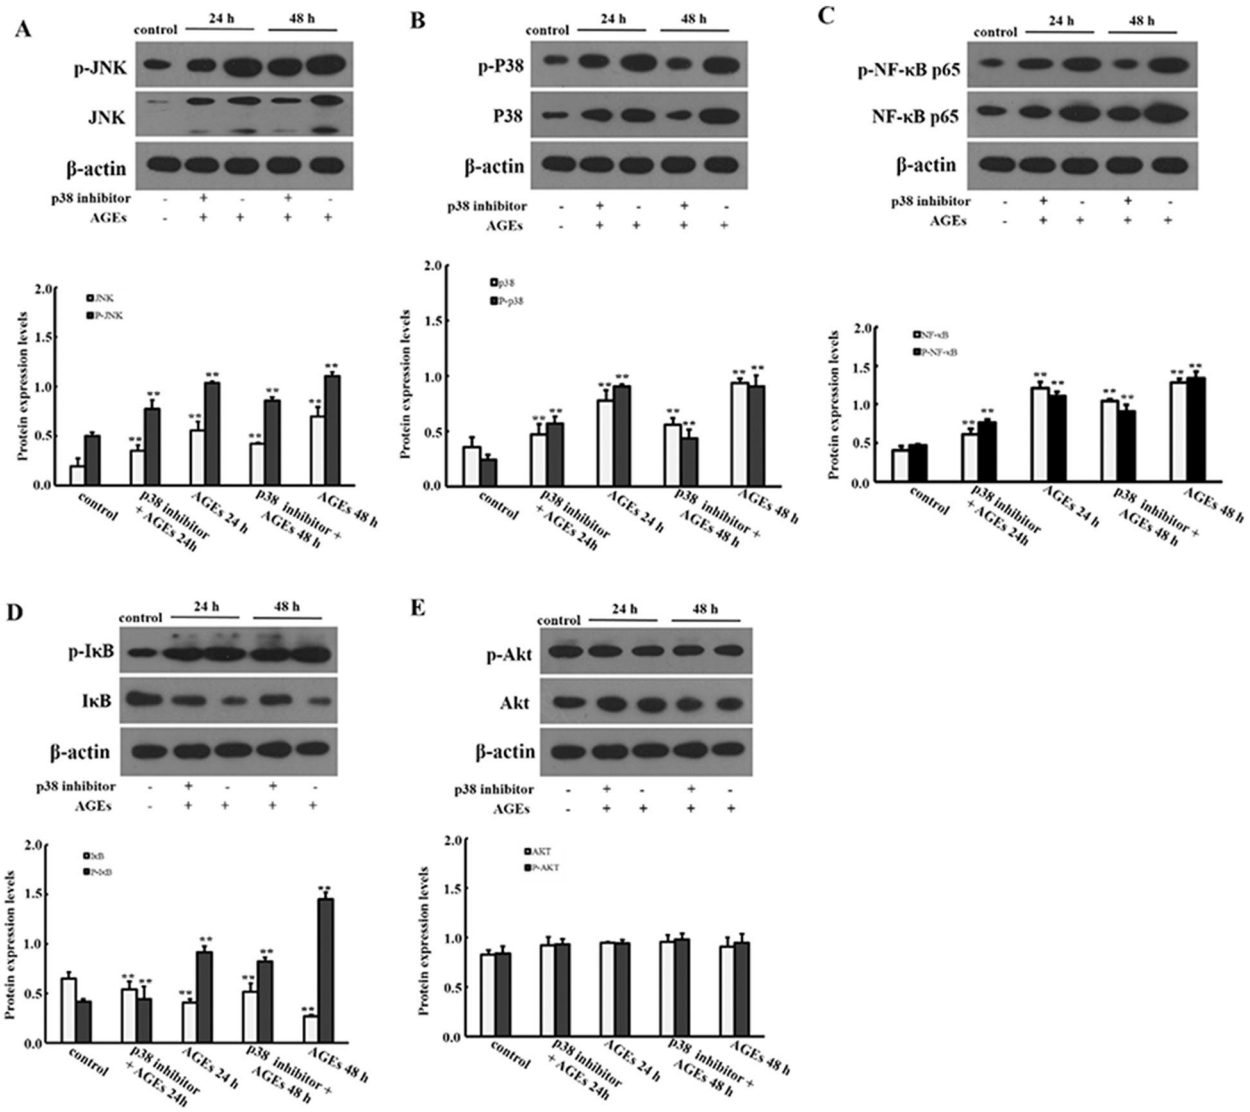 A
control
24 h
48 h
p-JNK
JNK
β-actin
p38 inhibitor - + - + -
AGEs - + + + +
Protein expression levels
2.0
1.5
1.0
0.5
0.0
JNK
P-JNK
** ** ** ** ** ** ** **
control
p38 inhibitor
+ AGEs 24h
AGEs 24 h
p38 inhibitor +
AGEs 48 h
AGEs 48 h
B
control
24 h
48 h
p-P38
P38
β-actin
p38 inhibitor - + - + -
AGEs - + + + +
Protein expression levels
2.0
1.5
1.0
0.5
0.0
p38
P-p38
** ** ** ** ** ** ** **
control
p38 inhibitor
+ AGEs 24h
AGEs 24 h
p38 inhibitor +
AGEs 48 h
AGEs 48 h
C
control
24 h
48 h
p-NF-κB p65
NF-κB p65
β-actin
p38 inhibitor - + - + -
AGEs - + + + +
Protein expression levels
2.0
1.5
1.0
0.5
0.0
NF-κB
P-NF-κB
** ** ** ** ** ** ** **
control
p38 inhibitor
+ AGEs 24h
AGEs 24 h
p38 inhibitor +
AGEs 48 h
AGEs 48 h
D
control
24 h
48 h
p-IκB
IκB
β-actin
p38 inhibitor - + - + -
AGEs - + + + +
Protein expression levels
2.0
1.5
1.0
0.5
0.0
IκB
P-IκB
** ** ** ** ** ** ** **
control
p38 inhibitor
+ AGEs 24h
AGEs 24 h
p38 inhibitor +
AGEs 48 h
AGEs 48 h
E
control
24 h
48 h
p-Akt
Akt
β-actin
p38 inhibitor - + - + -
AGEs - + + + +
Protein expression levels
2.0
1.5
1.0
0.5
0.0
AKT
P-AKT
control
p38 inhibitor
+ AGEs 24h
AGEs 24 h
p38 inhibitor +
AGEs 48 h
AGEs 48 h